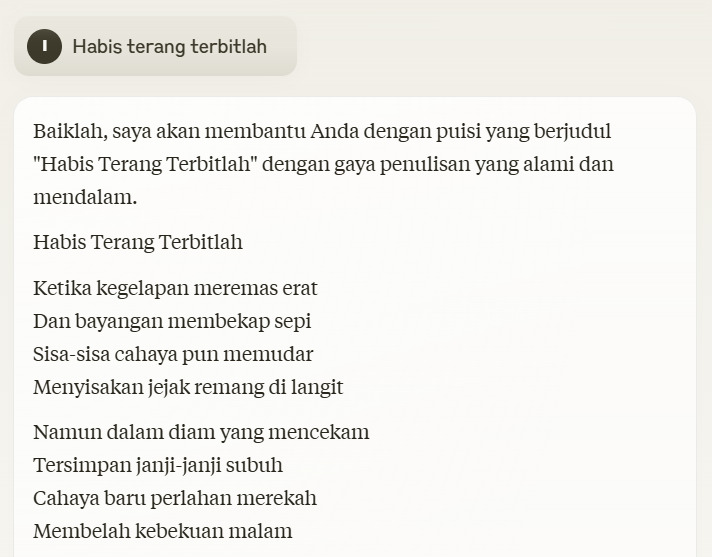 I
Habis terang terbitlah
Baiklah, saya akan membantu Anda dengan puisi yang berjudul
"Habis Terang Terbitlah" dengan gaya penulisan yang alami dan
mendalam.
Habis Terang Terbitlah
Ketika kegelapan meremas erat
Dan bayangan membekap sepi
Sisa-sisa cahaya pun memudar
Menyisakan jejak remang di langit
Namun dalam diam yang mencekam
Tersimpan janji-janji subuh
Cahaya baru perlahan merekah
Membelah kebekuan malam